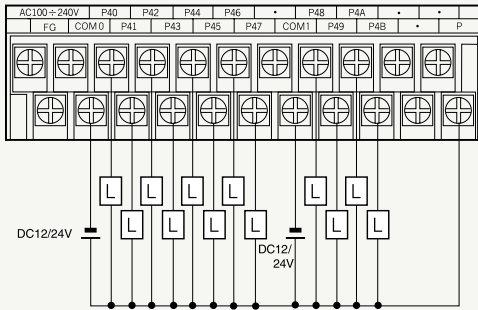 AC100÷240V P40 P42 P44 P46 • P48 P4A • •
FG COM0 P41 P43 P45 P47 COM1 P49 P4B • P
L L L L L L
L L L L L L
DC12/24V
DC12/
24V